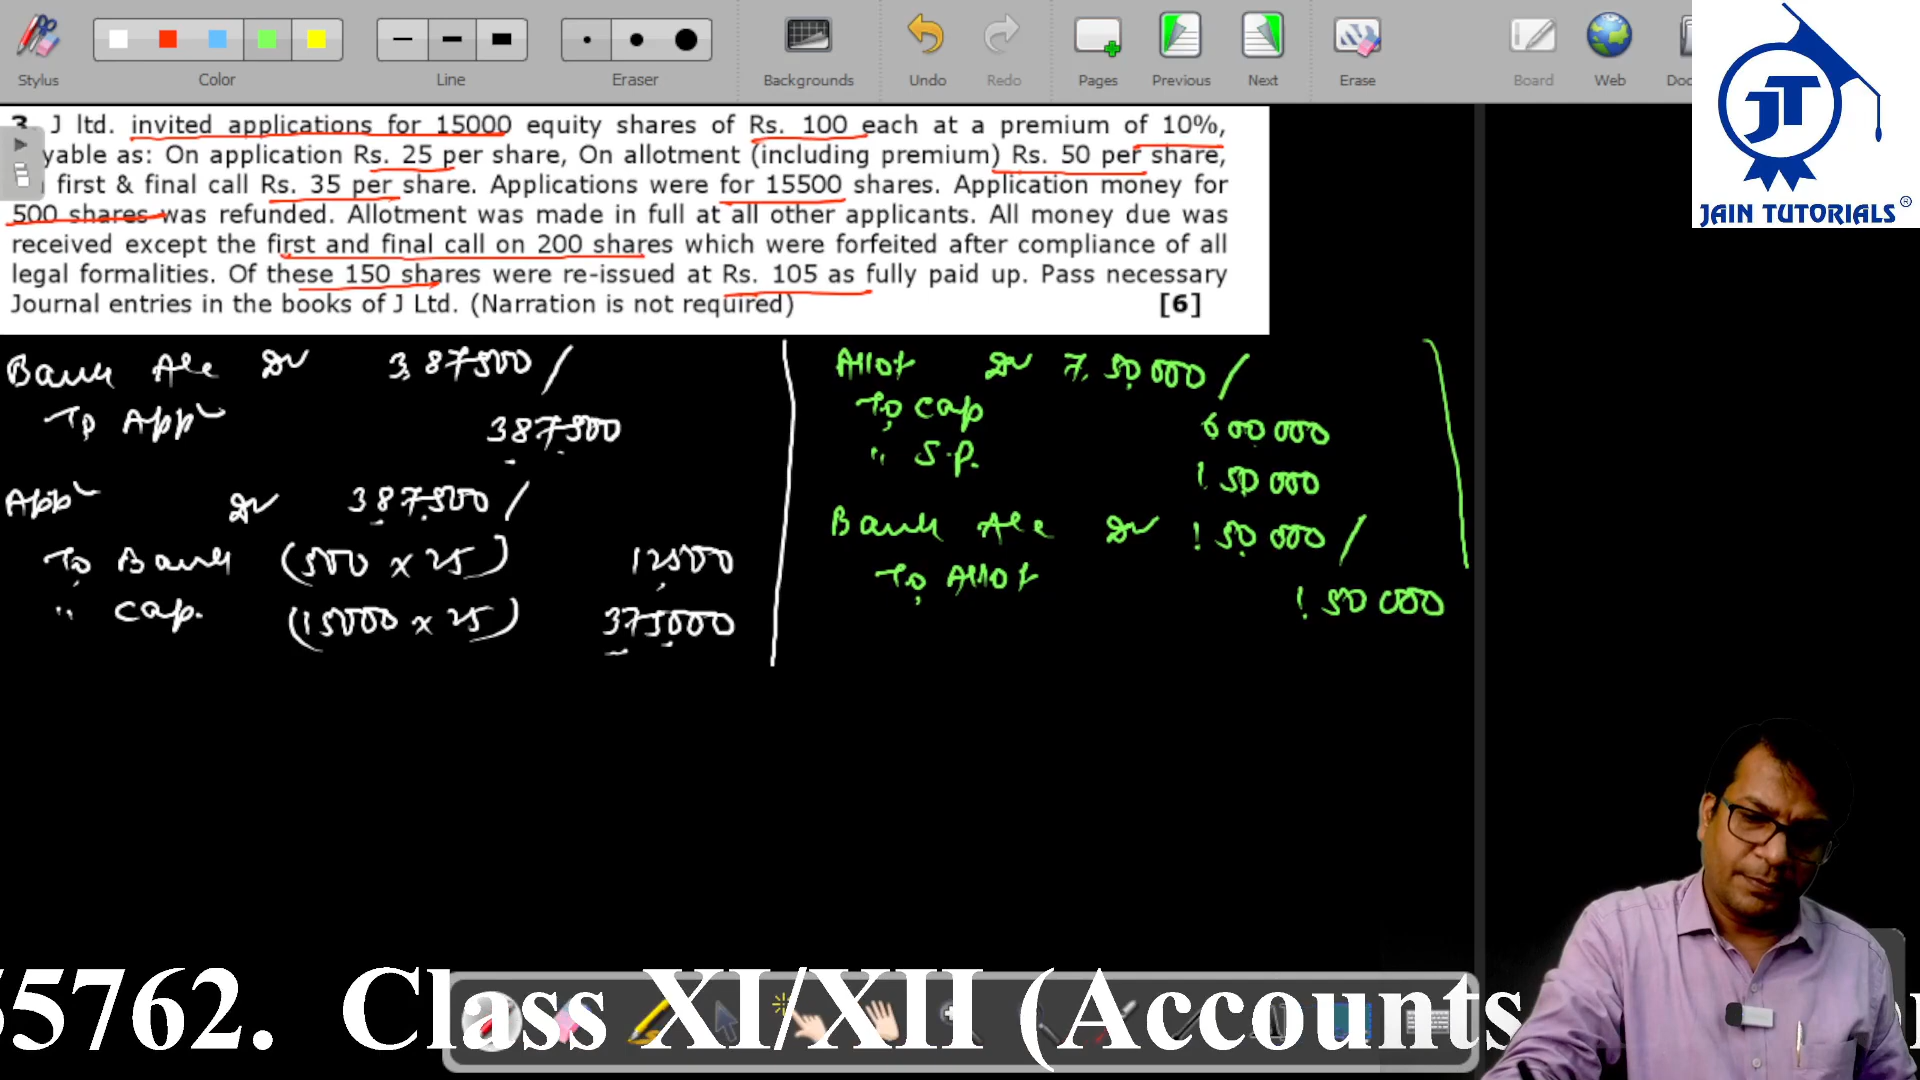 Stylus
Color
Line
Eraser
Backgrounds
Undo
Redo
Pages
Previous
Next
Erase
Board
Web
JT
JAIN TUTORIALS®
J ltd. invited applications for 15000 equity shares of Rs. 100 each at a premium of 10%,
yable as: On application Rs. 25 per share, On allotment (including premium) Rs. 50 per share,
first & final call Rs. 35 per share. Applications were for 15500 shares. Application money for
500 shares was refunded. Allotment was made in full at all other applicants. All money due was
received except the first and final call on 200 shares which were forfeited after compliance of all
legal formalities. Of these 150 shares were re-issued at Rs. 105 as fully paid up. Pass necessary
Journal entries in the books of J Ltd. (Narration is not required) [6]
Bank A/c Dr 387500/
To App
387500
App Dr 387500/
To Bank (500 x 25) 12500
" cap. (15000 x 25) 375000
Allot Dr 7,50,000/
To cap
600000
" S.P.
150000
Bank A/c Dr 150000/
To Allot
150000
55762. Class XI/XII (Accounts